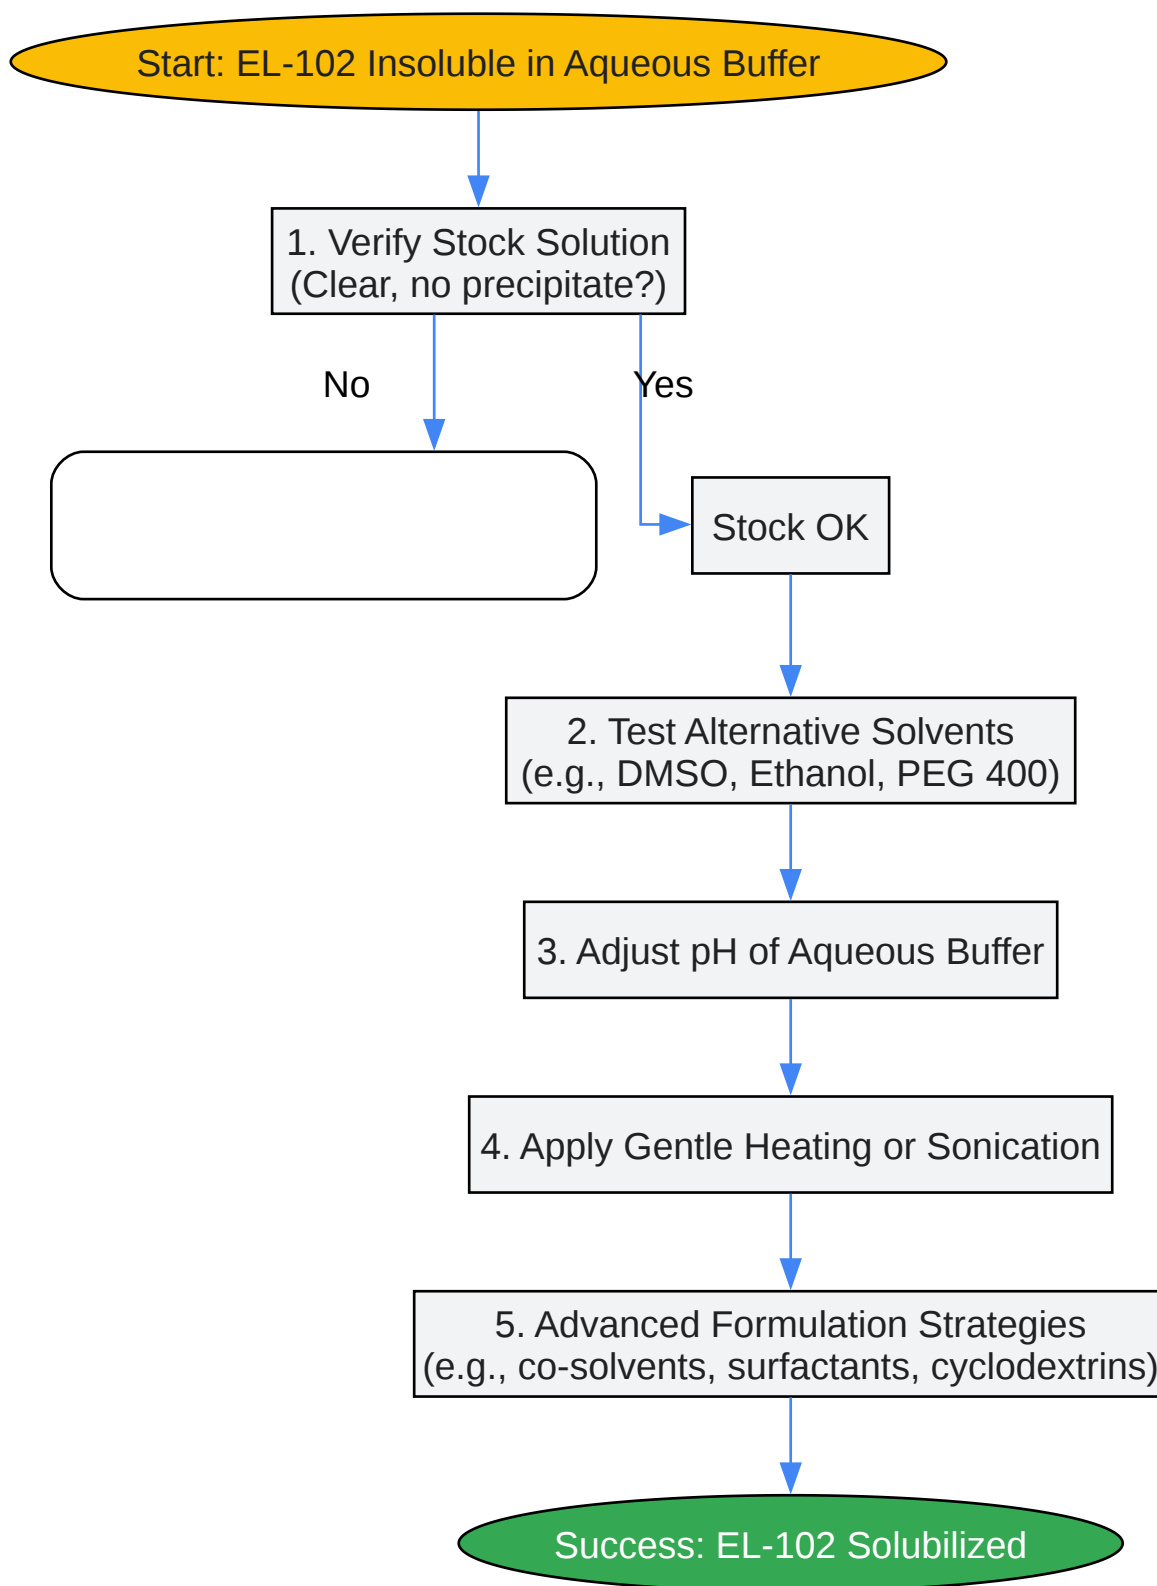 Start: EL-102 Insoluble in Aqueous Buffer
1. Verify Stock Solution
(Clear, no precipitate?)
No
Yes
Stock OK
2. Test Alternative Solvents
(e.g., DMSO, Ethanol, PEG 400)
3. Adjust pH of Aqueous Buffer
4. Apply Gentle Heating or Sonication
5. Advanced Formulation Strategies
(e.g., co-solvents, surfactants, cyclodextrins)
Success: EL-102 Solubilized